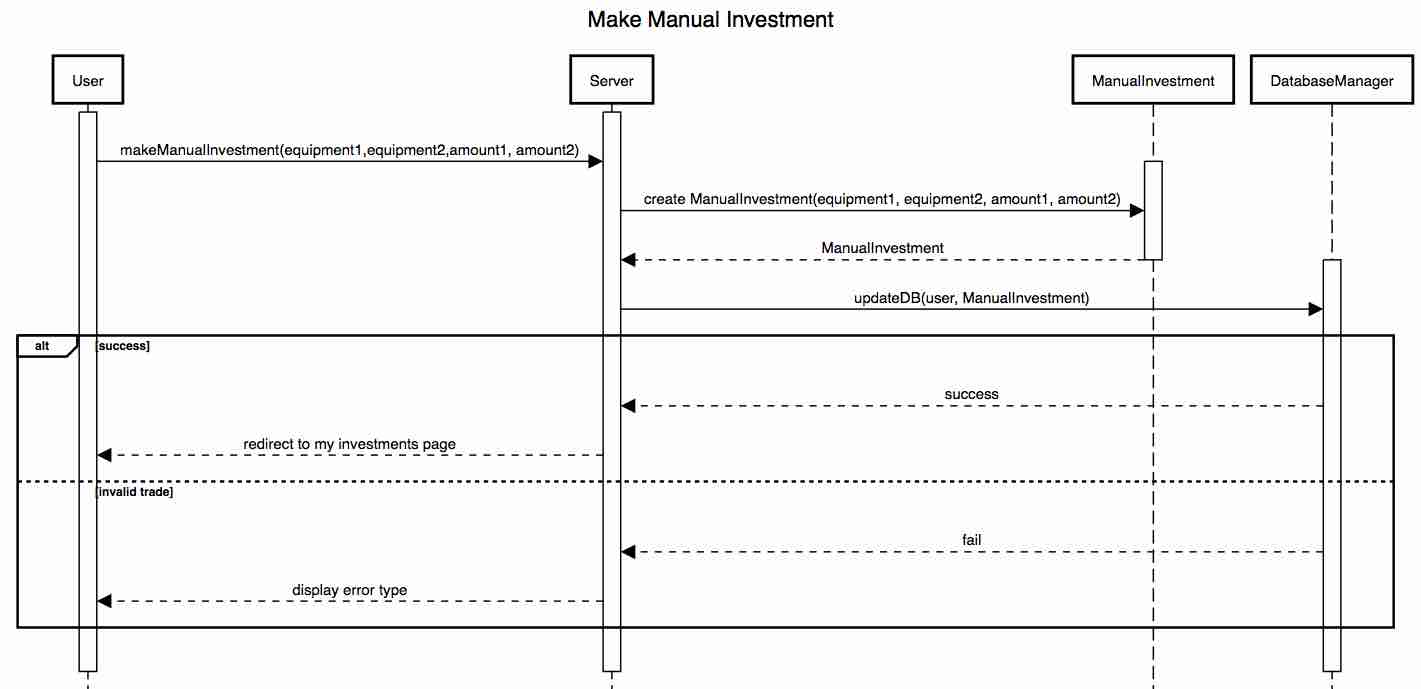 Make Manual Investment
User
Server
ManualInvestment
DatabaseManager
makeManualInvestment(equipment1,equipment2,amount1, amount2)
create ManualInvestment(equipment1, equipment2, amount1, amount2)
ManualInvestment
updateDB(user, ManualInvestment)
alt
[success]
success
redirect to my investments page
[invalid trade]
fail
display error type